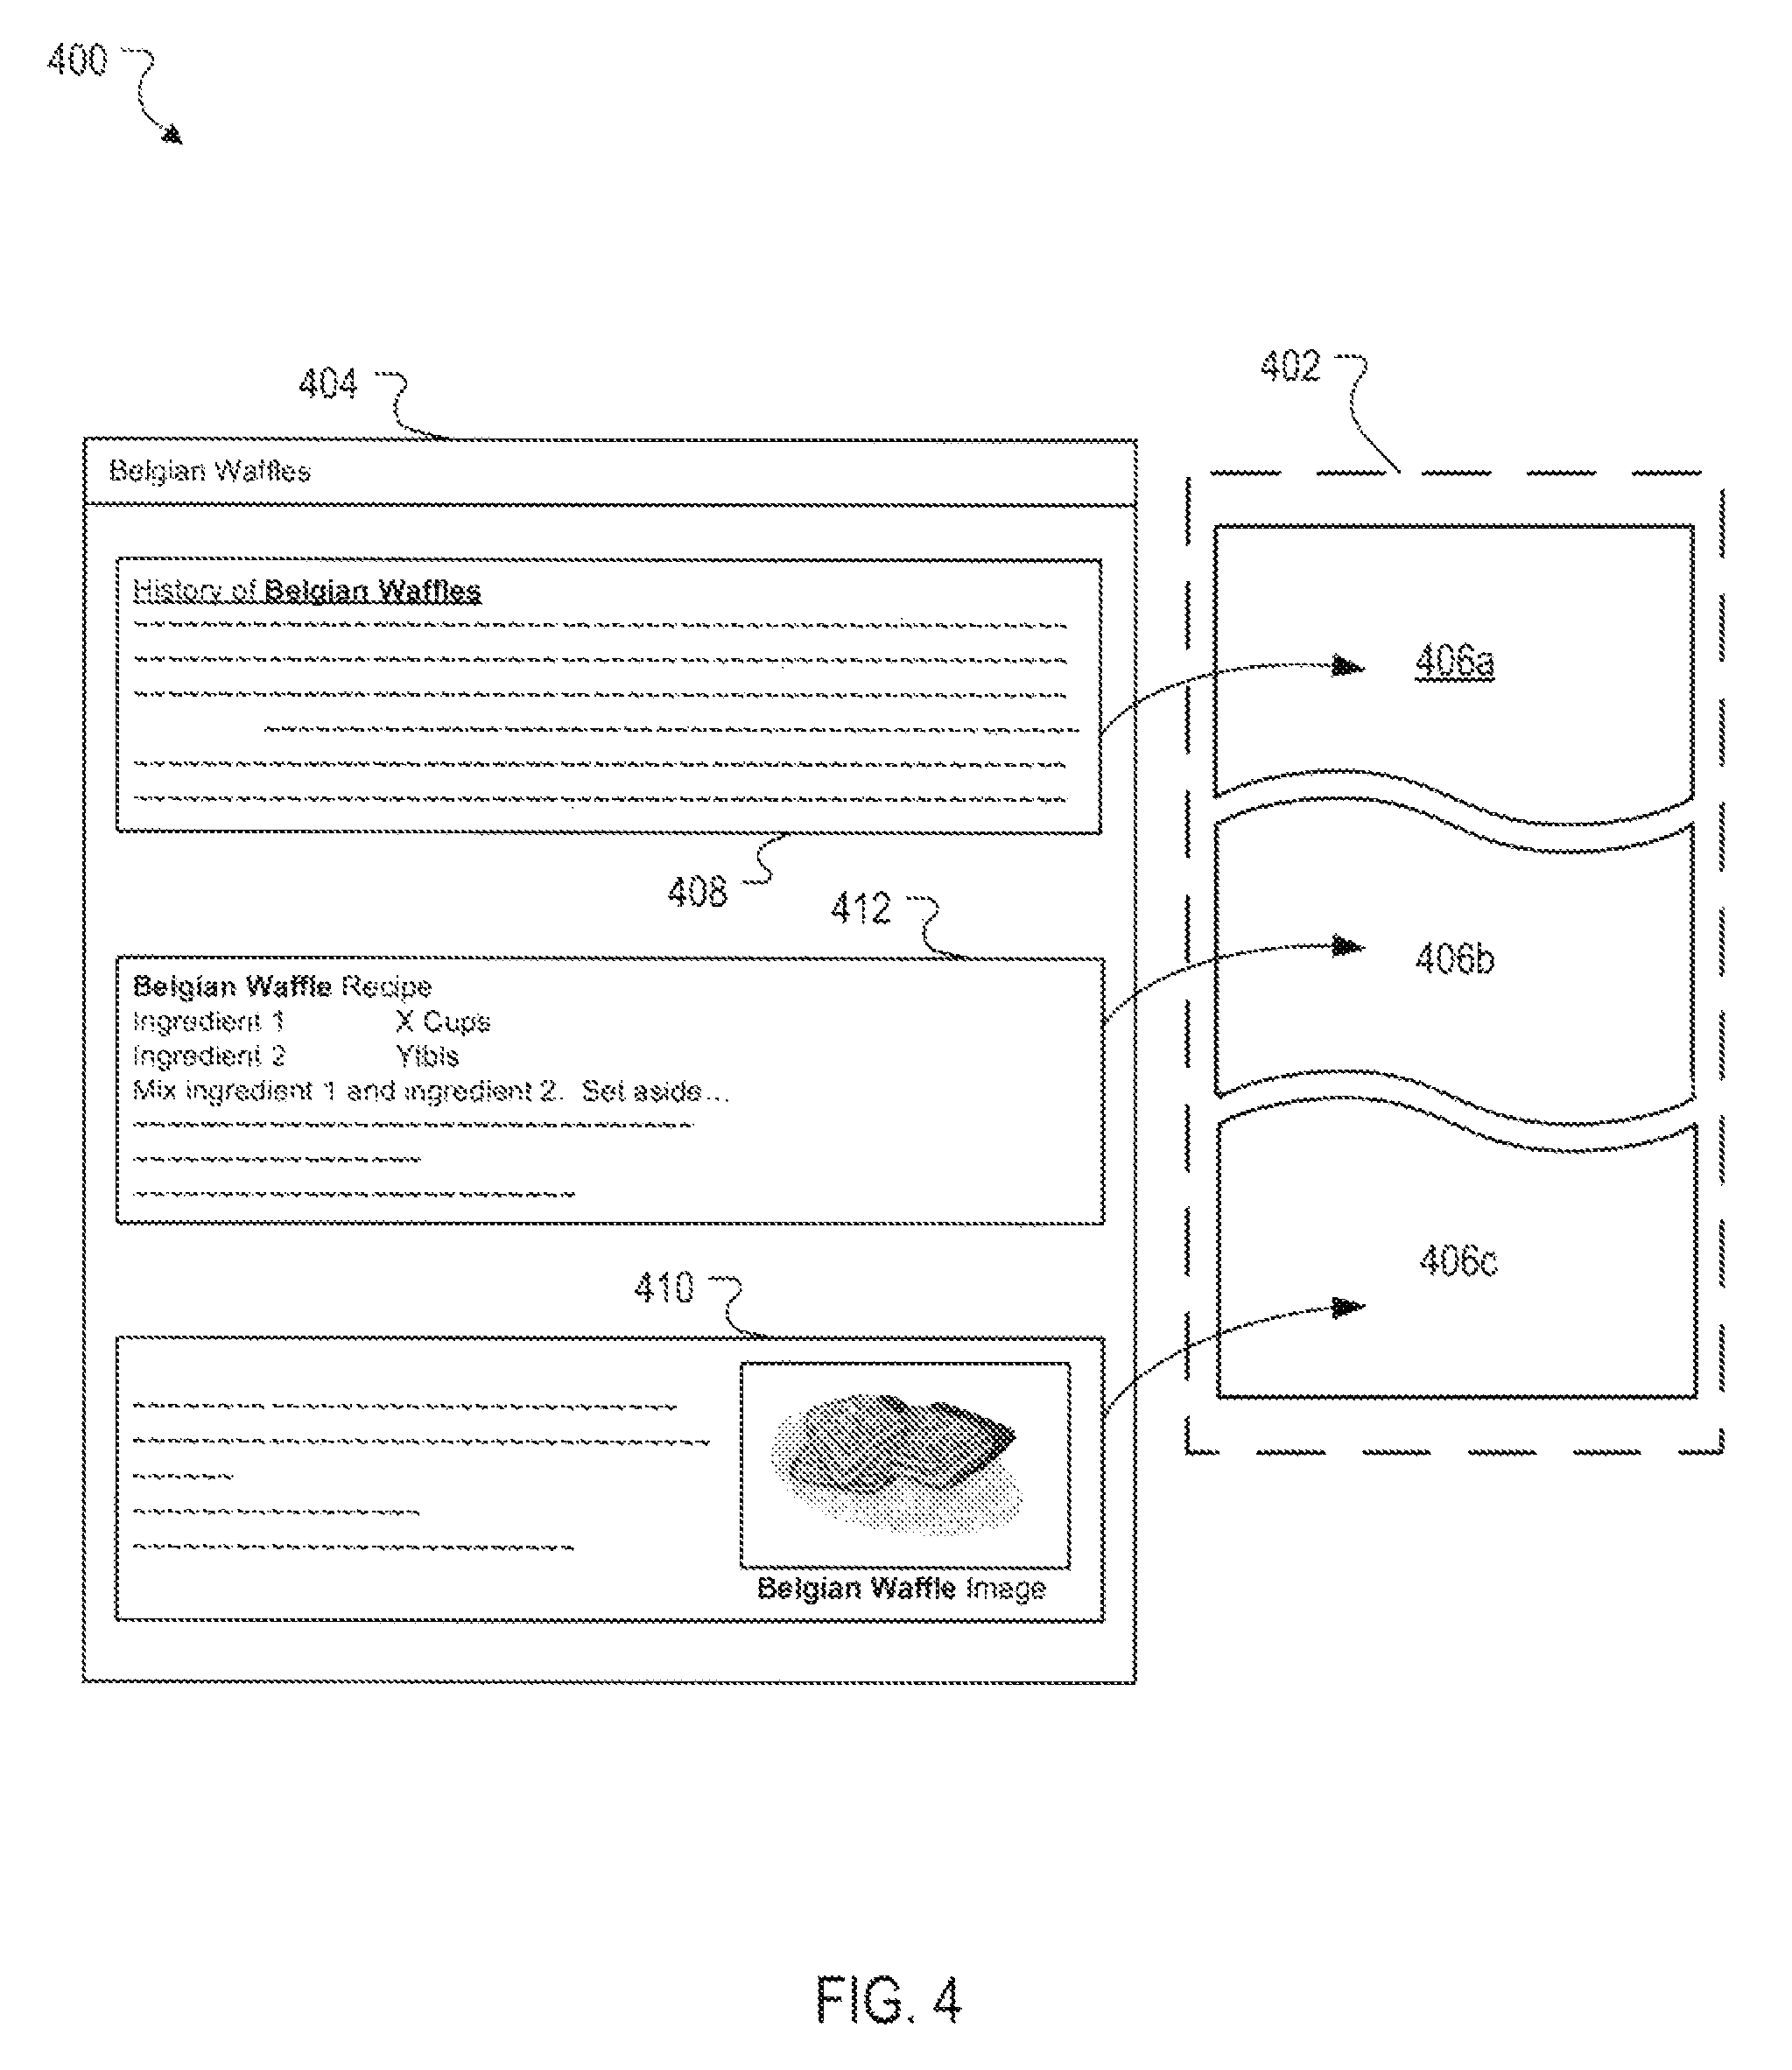 400
404
402
Belgian Waffles
History of Belgian Waffles
406a
408
412
406b
Belgian Waffle Recipe
Ingredient 1 X Cups
Ingredient 2 Ytbls
Mix ingredient 1 and ingredient 2. Set aside...
410
406c
Belgian Waffle Image
FIG. 4